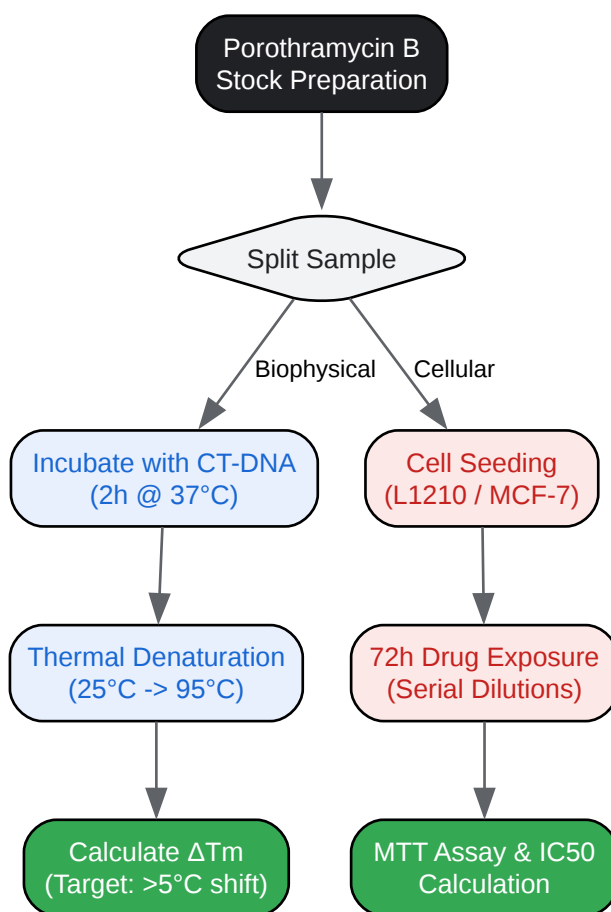 Porothramycin B
Stock Preparation
Split Sample
Biophysical
Cellular
Incubate with CT-DNA
(2h @ 37°C)
Cell Seeding
(L1210 / MCF-7)
Thermal Denaturation
(25°C -> 95°C)
72h Drug Exposure
(Serial Dilutions)
Calculate ΔTm
(Target: >5°C shift)
MTT Assay & IC50
Calculation